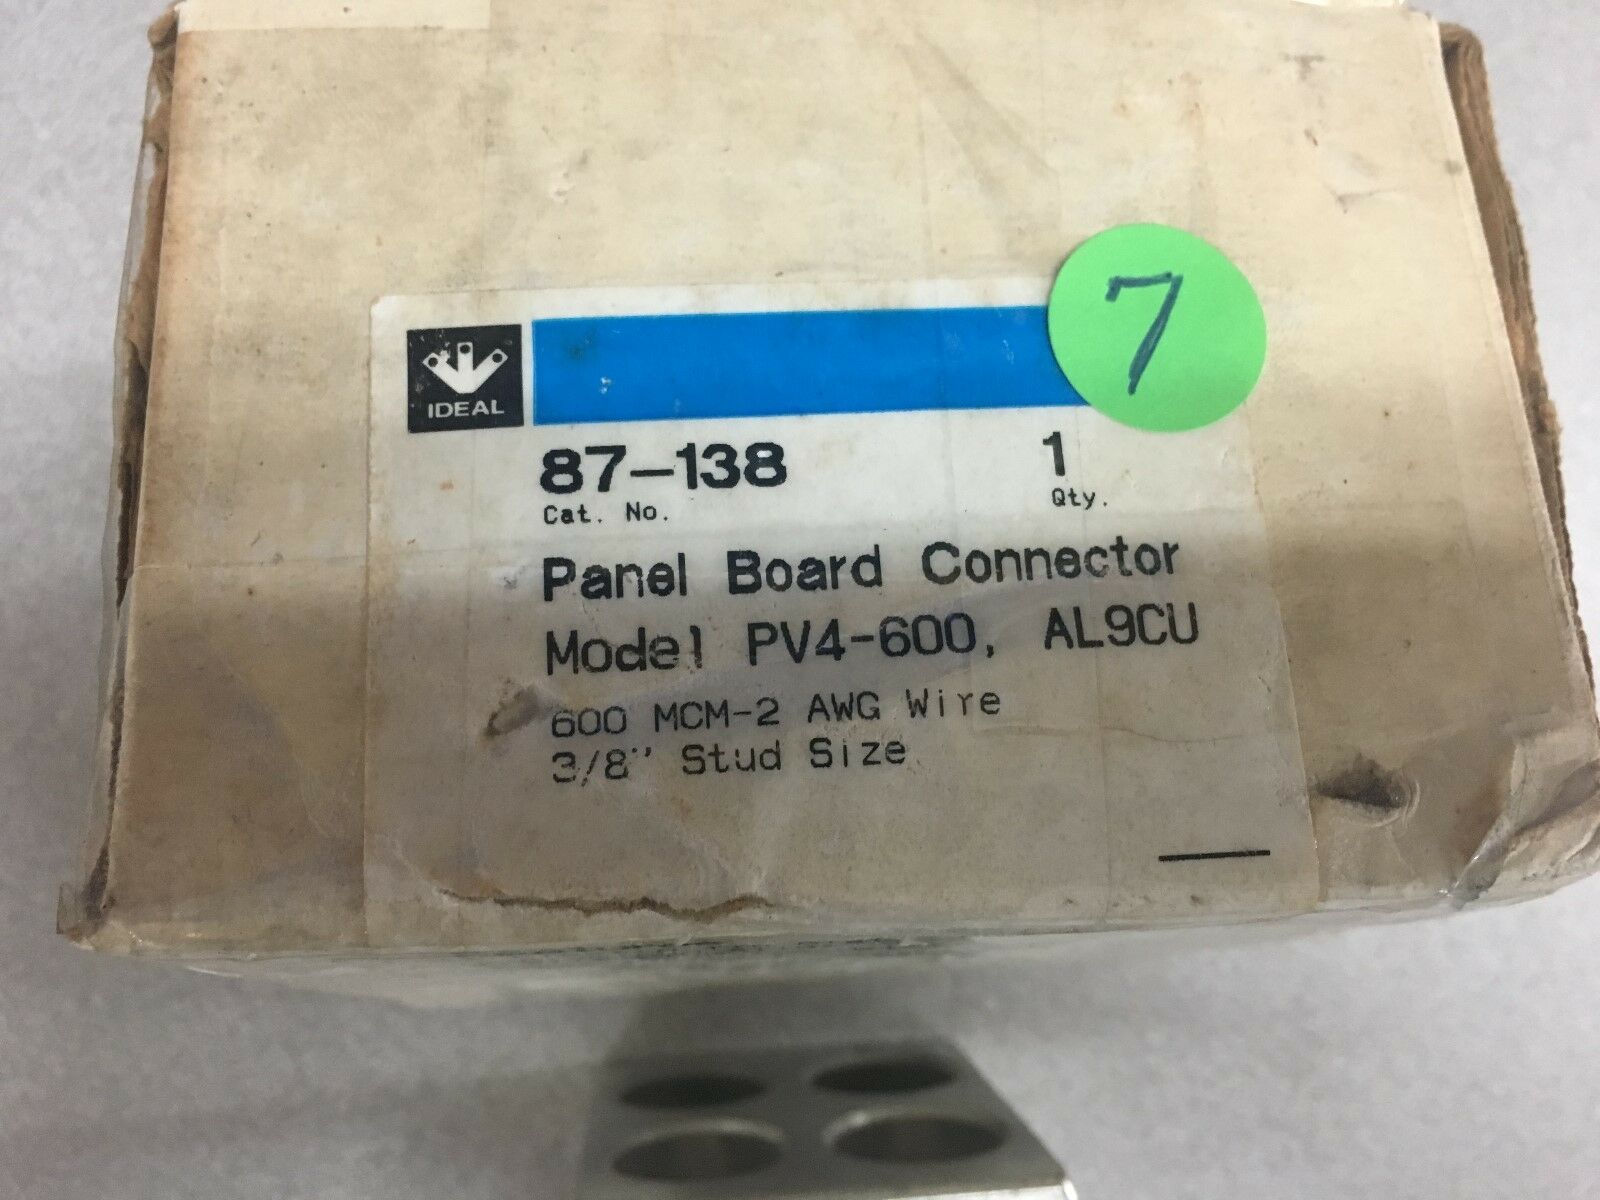 7
IDEAL
87-138 1
Cat. No. Qty.
Panel Board Connector
Model PV4-600, AL9CU
600 MCM-2 AWG Wire
3/8" Stud Size